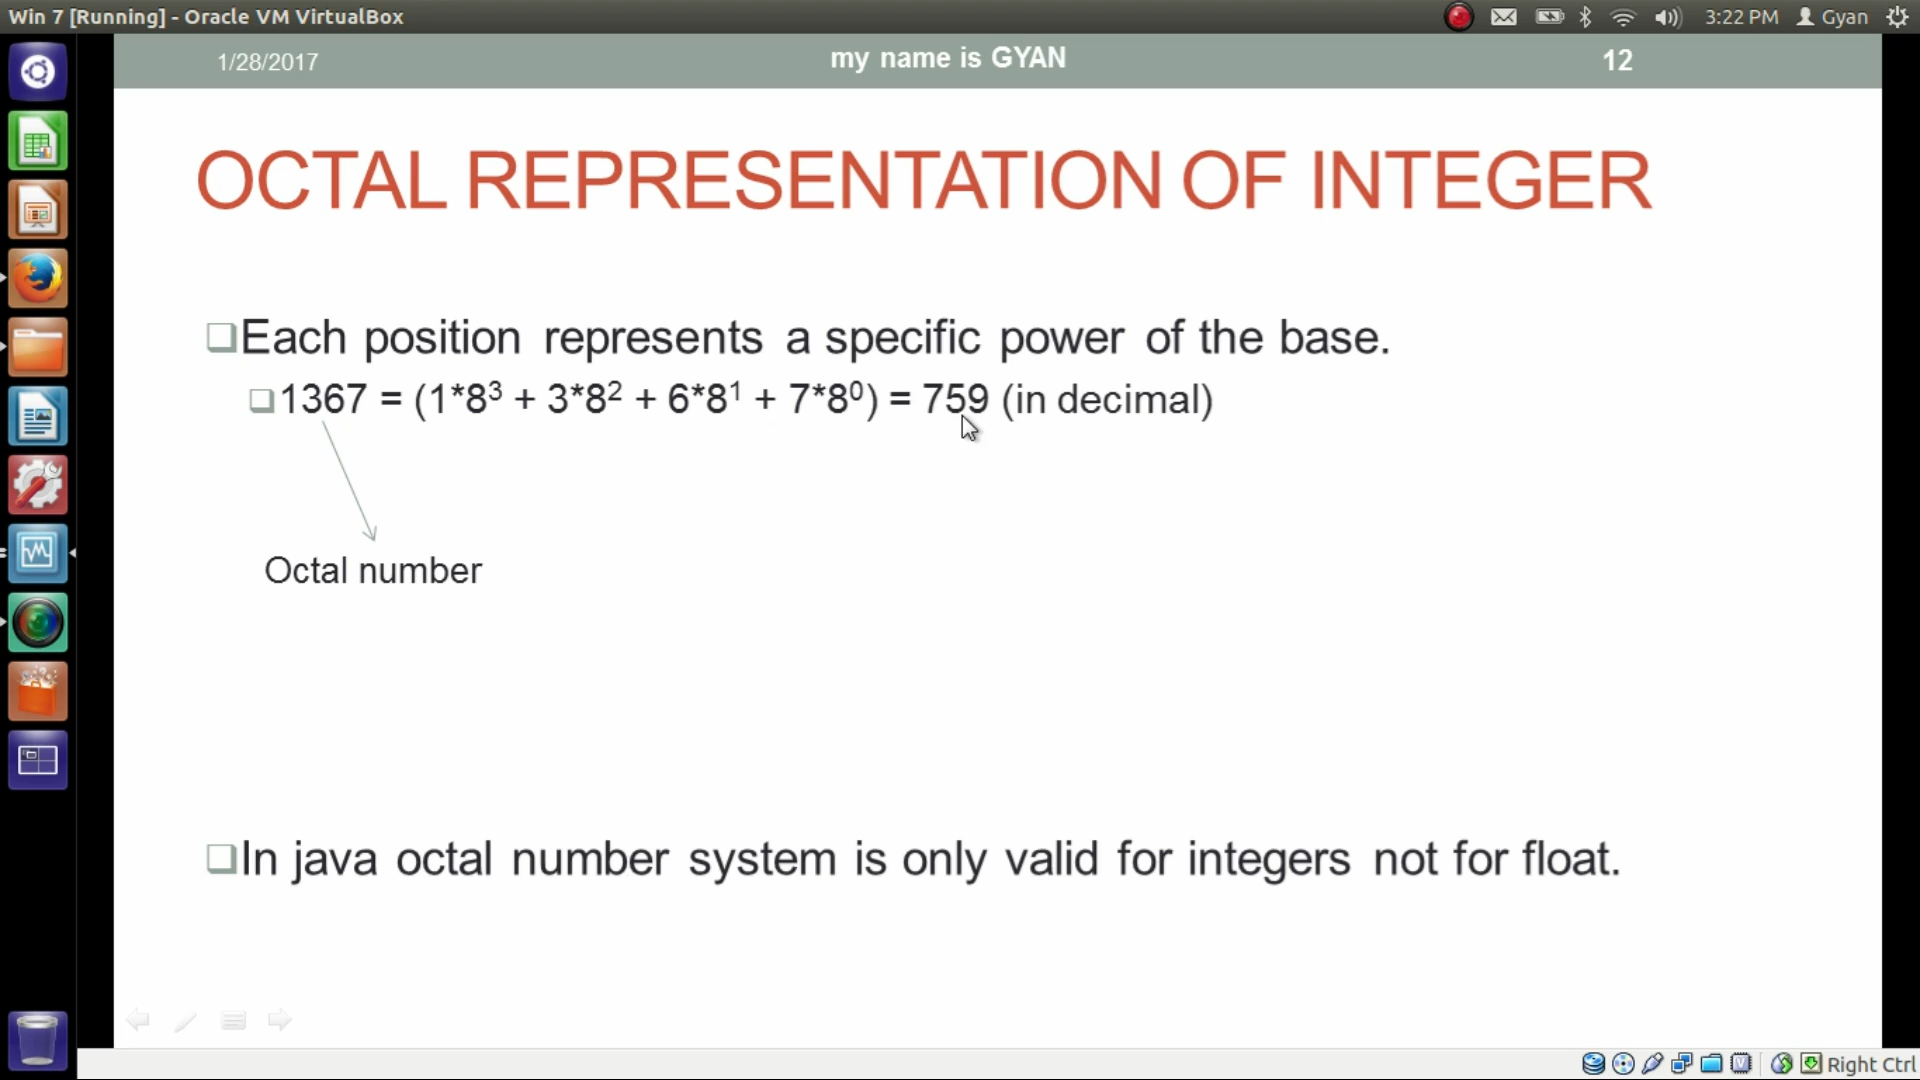 Win 7 [Running] - Oracle VM VirtualBox
3:22 PM Gyan
1/28/2017 my name is GYAN 12
OCTAL REPRESENTATION OF INTEGER
Each position represents a specific power of the base.
1367 = (1*8³ + 3*8² + 6*8¹ + 7*8⁰) = 759 (in decimal)
Octal number
In java octal number system is only valid for integers not for float.
Right Ctrl